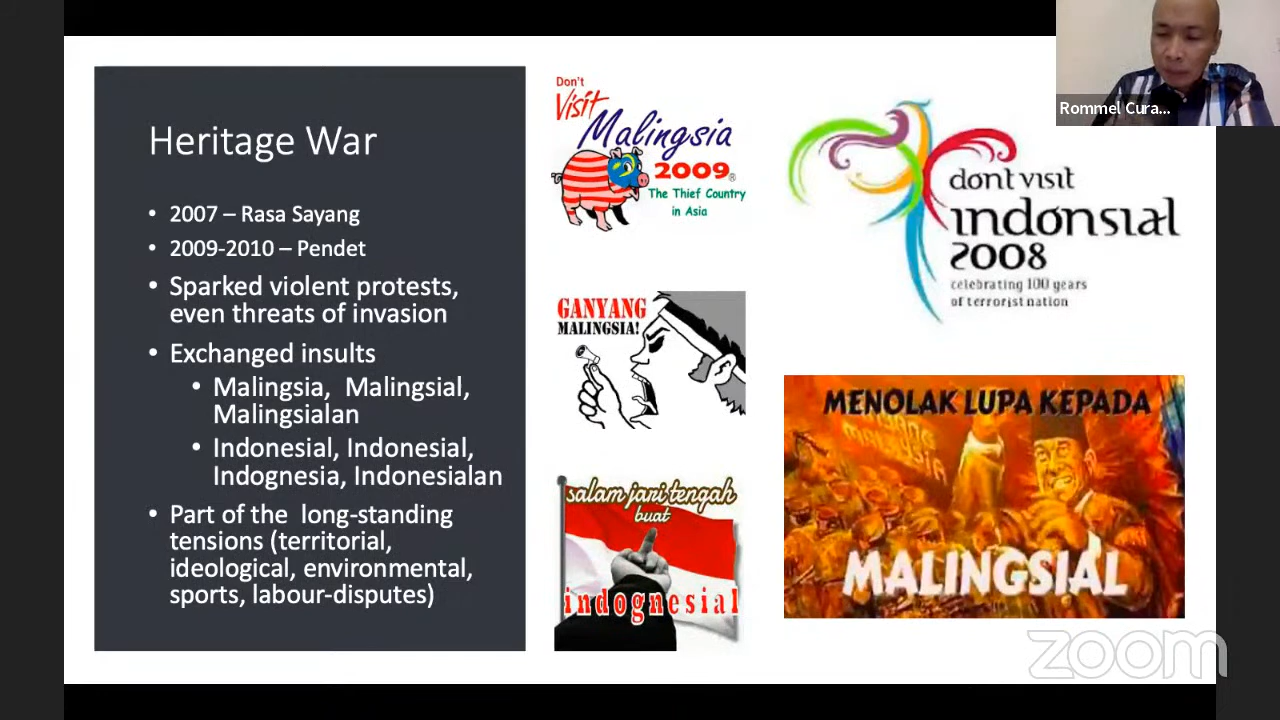 Heritage War
• 2007 – Rasa Sayang
• 2009-2010 – Pendet
• Sparked violent protests,
even threats of invasion
• Exchanged insults
• Malingsia, Malingsial,
Malingsialan
• Indonesial, Indonesial,
Indognesia, Indonesialan
• Part of the long-standing
tensions (territorial,
ideological, environmental,
sports, labour-disputes)
Don't
Visit
Malingsia
2009®
The Thief Country
in Asia
GANYANG
MALINGSIA!
salam jari tengah
buat
indognesial
dont visit
indonsial
2008
celebrating 100 years
of terrorist nation
MENOLAK LUPA KEPADA
MALINGSIAL
Rommel Cura...
zoom